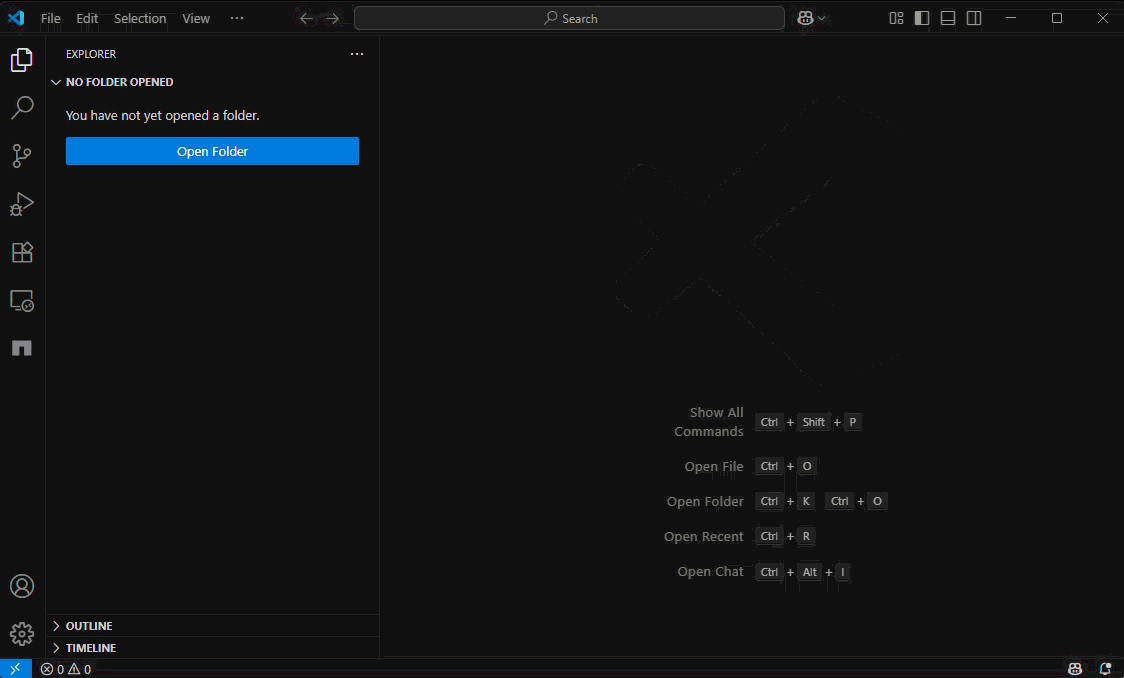 File Edit Selection View ···
Search
EXPLORER ···
NO FOLDER OPENED
You have not yet opened a folder.
Open Folder
Show All
Commands Ctrl + Shift + P
Open File Ctrl + O
Open Folder Ctrl + K Ctrl + O
Open Recent Ctrl + R
Open Chat Ctrl + Alt + I
OUTLINE
TIMELINE
0 0